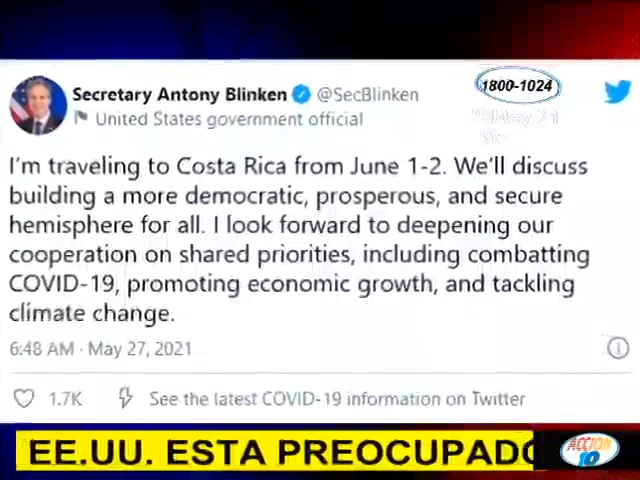 1800-1024
Secretary Antony Blinken @SecBlinken
United States government official
I'm traveling to Costa Rica from June 1-2. We'll discuss
building a more democratic, prosperous, and secure
hemisphere for all. I look forward to deepening our
cooperation on shared priorities, including combatting
COVID-19, promoting economic growth, and tackling
climate change.
6:48 AM · May 27, 2021
1.7K See the latest COVID-19 information on Twitter
EE.UU. ESTA PREOCUPADO
ACCION
10